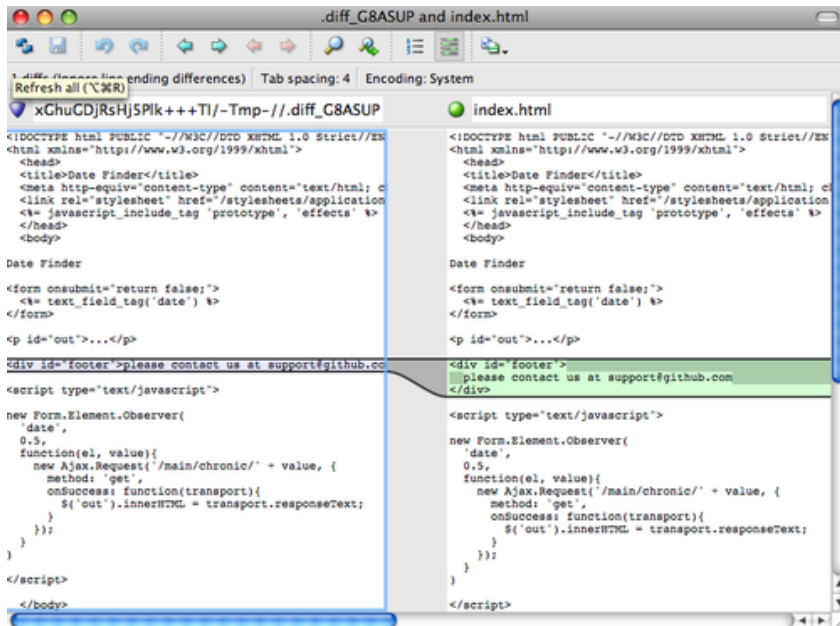 .diff_G8ASUP and index.html
1 diffs (Ignore line ending differences) Tab spacing: 4 Encoding: System
Refresh all (⌥⌘R)
xGhuGDjRsHj5Plk+++TI/-Tmp-//.diff_G8ASUP
<!DOCTYPE html PUBLIC "-//W3C//DTD XHTML 1.0 Strict//EN
<html xmlns="http://www.w3.org/1999/xhtml">
<head>
<title>Date Finder</title>
<meta http-equiv="content-type" content="text/html; c
<link rel="stylesheet" href="/stylesheets/application
<%= javascript_include_tag 'prototype', 'effects' %>
</head>
<body>
Date Finder
<form onsubmit="return false;">
<%= text_field_tag('date') %>
</form>
<p id="out">...</p>
<div id="footer">please contact us at support@github.co
<script type="text/javascript">
new Form.Element.Observer(
'date',
0.5,
function(el, value){
new Ajax.Request('/main/chronic/' + value, {
method: 'get',
onSuccess: function(transport){
$('out').innerHTML = transport.responseText;
}
});
}
)
</script>
</body>
index.html
<!DOCTYPE html PUBLIC "-//W3C//DTD XHTML 1.0 Strict//EN
<html xmlns="http://www.w3.org/1999/xhtml">
<head>
<title>Date Finder</title>
<meta http-equiv="content-type" content="text/html; c
<link rel="stylesheet" href="/stylesheets/application
<%= javascript_include_tag 'prototype', 'effects' %>
</head>
<body>
Date Finder
<form onsubmit="return false;">
<%= text_field_tag('date') %>
</form>
<p id="out">...</p>
<div id="footer">
please contact us at support@github.com
</div>
<script type="text/javascript">
new Form.Element.Observer(
'date',
0.5,
function(el, value){
new Ajax.Request('/main/chronic/' + value, {
method: 'get',
onSuccess: function(transport){
$('out').innerHTML = transport.responseText;
}
});
}
)
</script>